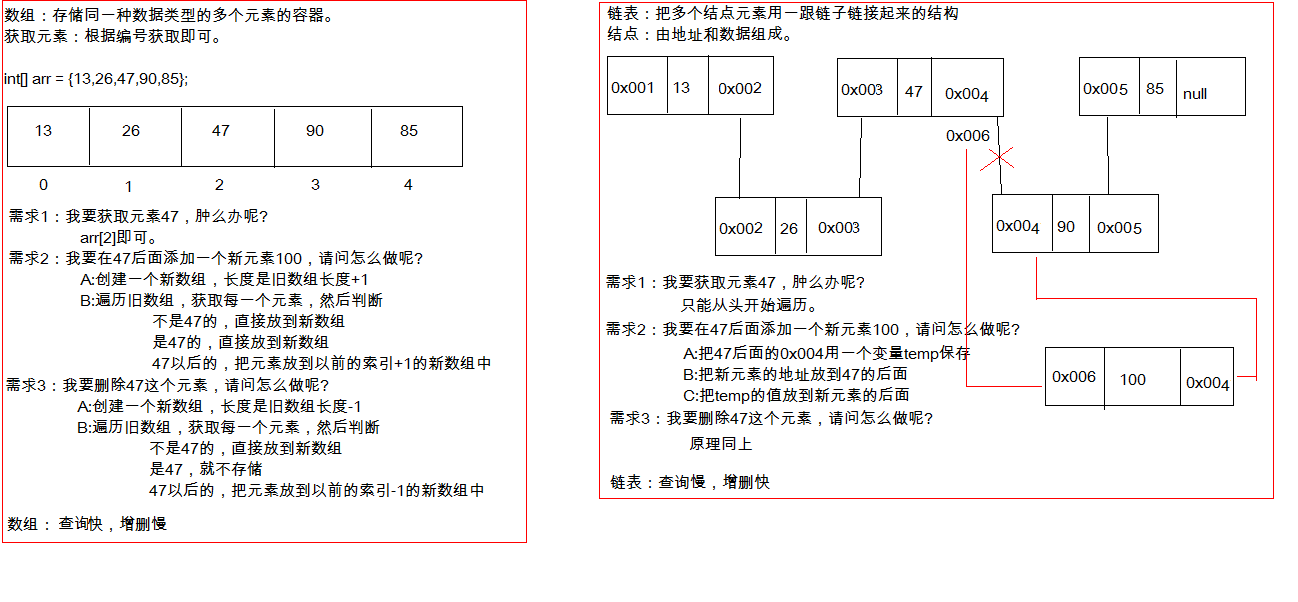 数组：存储同一种数据类型的多个元素的容器。
获取元素：根据编号获取即可。
int[] arr = {13,26,47,90,85};
13 26 47 90 85
0 1 2 3 4
需求1：我要获取元素47，肿么办呢?
arr[2]即可。
需求2：我要在47后面添加一个新元素100，请问怎么做呢?
A:创建一个新数组，长度是旧数组长度+1
B:遍历旧数组，获取每一个元素，然后判断
不是47的，直接放到新数组
是47的，直接放到新数组
47以后的，把元素放到以前的索引+1的新数组中
需求3：我要删除47这个元素，请问怎么做呢?
A:创建一个新数组，长度是旧数组长度-1
B:遍历旧数组，获取每一个元素，然后判断
不是47的，直接放到新数组
是47，就不存储
47以后的，把元素放到以前的索引-1的新数组中
数组： 查询快，增删慢
链表：把多个结点元素用一跟链子链接起来的结构
结点：由地址和数据组成。
0x001 13 0x002
0x003 47 0x004
0x005 85 null
0x006
0x002 26 0x003
0x004 90 0x005
需求1：我要获取元素47，肿么办呢?
只能从头开始遍历。
需求2：我要在47后面添加一个新元素100，请问怎么做呢?
A:把47后面的0x004用一个变量temp保存
B:把新元素的地址放到47的后面
C:把temp的值放到新元素的后面
0x006 100 0x004
需求3：我要删除47这个元素，请问怎么做呢?
原理同上
链表：查询慢，增删快